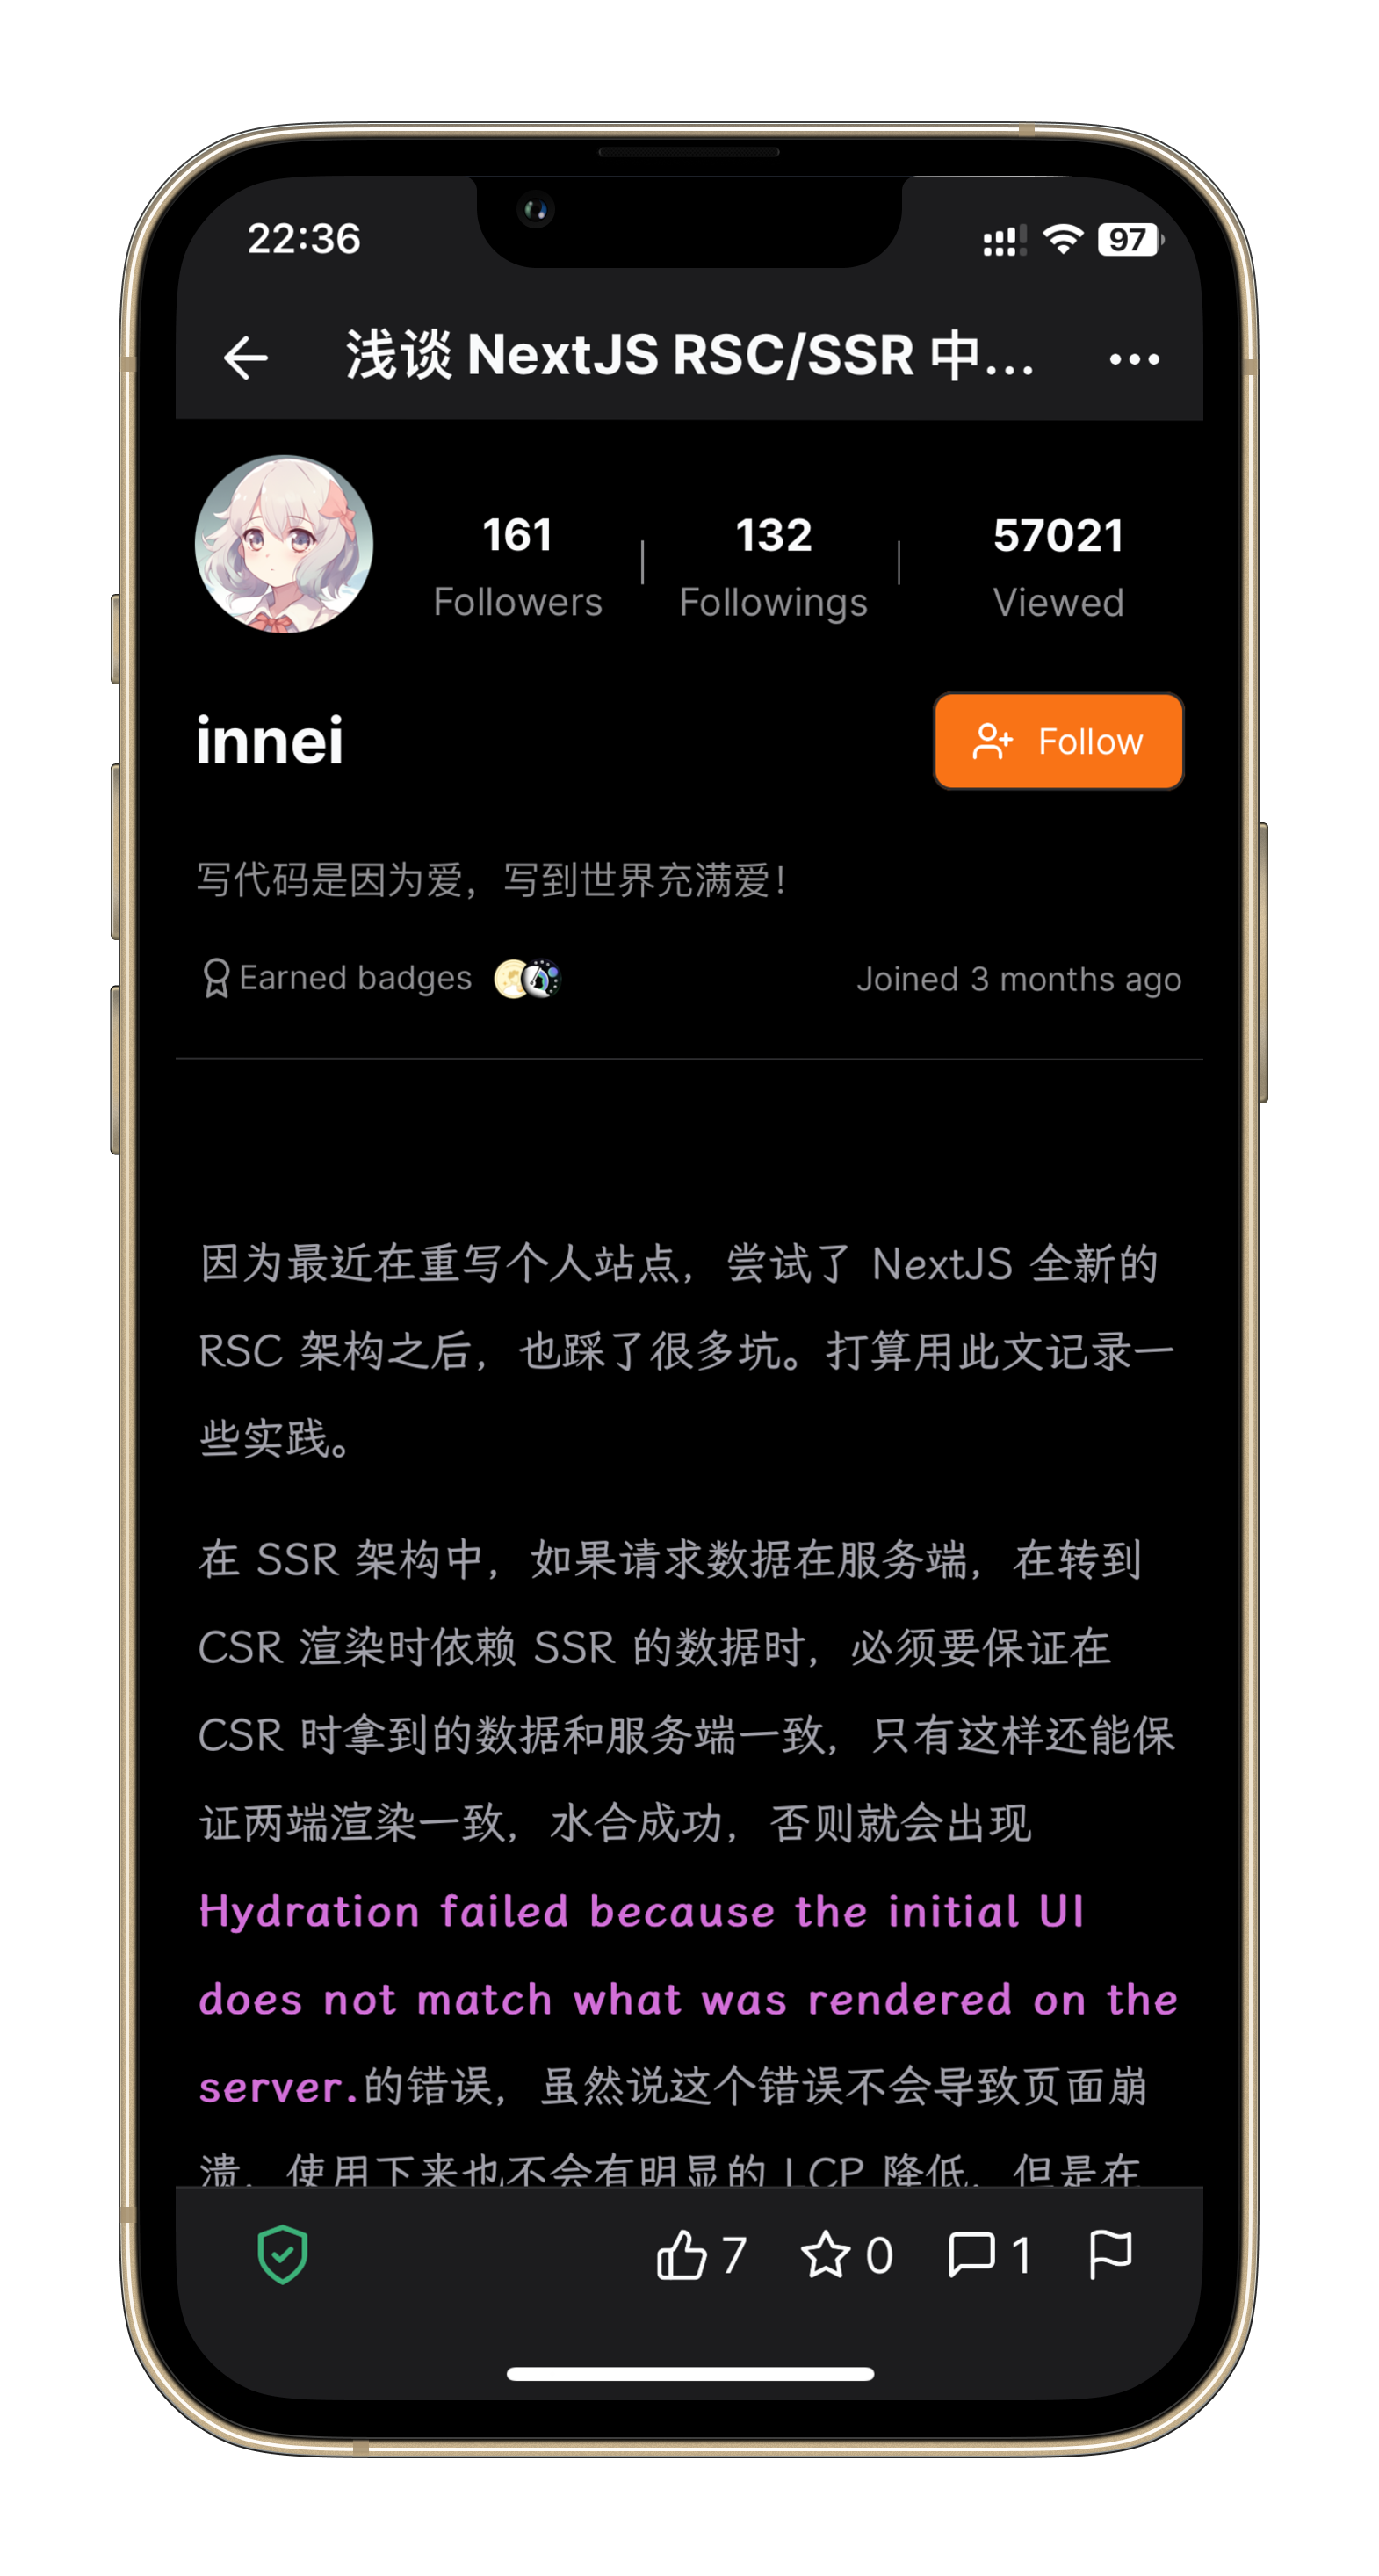 22:36
97
浅谈 NextJS RSC/SSR 中...
161
132
57021
Followers
Followings
Viewed
innei
Follow
写代码是因为爱，写到世界充满爱！
Earned badges
Joined 3 months ago
因为最近在重写个人站点，尝试了 NextJS 全新的
RSC 架构之后，也踩了很多坑。打算用此文记录一
些实践。
在 SSR 架构中，如果请求数据在服务端，在转到
CSR 渲染时依赖 SSR 的数据时，必须要保证在
CSR 时拿到的数据和服务端一致，只有这样还能保
证两端渲染一致，水合成功，否则就会出现
Hydration failed because the initial UI
does not match what was rendered on the
server.的错误，虽然说这个错误不会导致页面崩
溃，使用下来也不会有明显的 LCP 降低，但是在
7
0
1